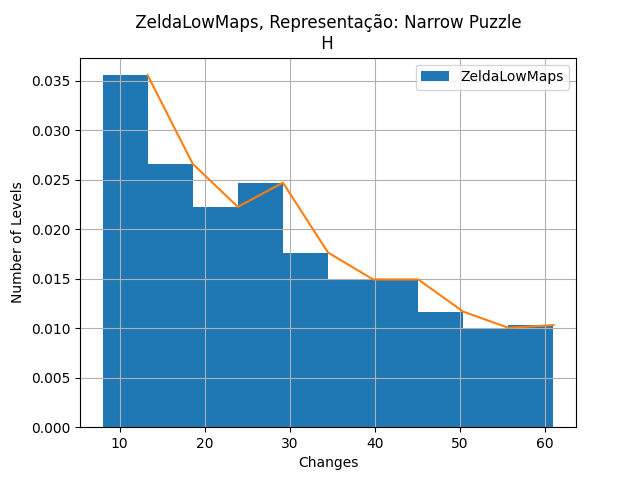 ZeldaLowMaps, Representação: Narrow Puzzle
H
ZeldaLowMaps
0.035
0.030
0.025
0.020
0.015
0.010
0.005
0.000
Number of Levels
10 20 30 40 50 60
Changes